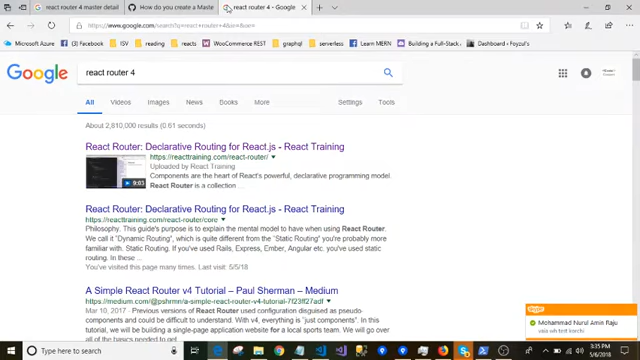 react router 4 master detail
How do you create a Maste
react router 4 - Google
https://www.google.com/search?q=react+router+4
Microsoft Azure
Facebook
ISV
reading
reacts
WooCommerce REST
graphql
Learn MERN
Building a Full-Stack
Dashboard ‹ Foyzul's
Google
react router 4
All
Videos
Images
News
Books
More
Settings
Tools
About 2,810,000 results (0.61 seconds)
React Router: Declarative Routing for React.js - React Training
https://reacttraining.com/react-router/
Uploaded by React Training
Components are the heart of React's powerful, declarative programming model.
React Router is a collection ...
9:03
React Router: Declarative Routing for React.js - React Training
https://reacttraining.com/react-router/core
Philosophy. This guide's purpose is to explain the mental model to have when using React Router.
We call it "Dynamic Routing", which is quite different from the "Static Routing" you're probably more
familiar with. Static Routing. If you've used Rails, Express, Ember, Angular etc. you've used static
routing. In these ...
You've visited this page many times. Last visit: 5/5/18
A Simple React Router v4 Tutorial – Paul Sherman – Medium
https://medium.com/@pshrmn/a-simple-react-router-v4-tutorial-7f23ff27adf
Mar 10, 2017 - Previous versions of React Router used configuration disguised as pseudo-
components and could be difficult to understand. With v4, everything is "just components". In this
tutorial, we will be building a single-page application website for a local sports team. We will go over
all of the basics needed to get
Mohammad Nurul Amin Raju
Type here to search
3:35 PM
5/6/2018